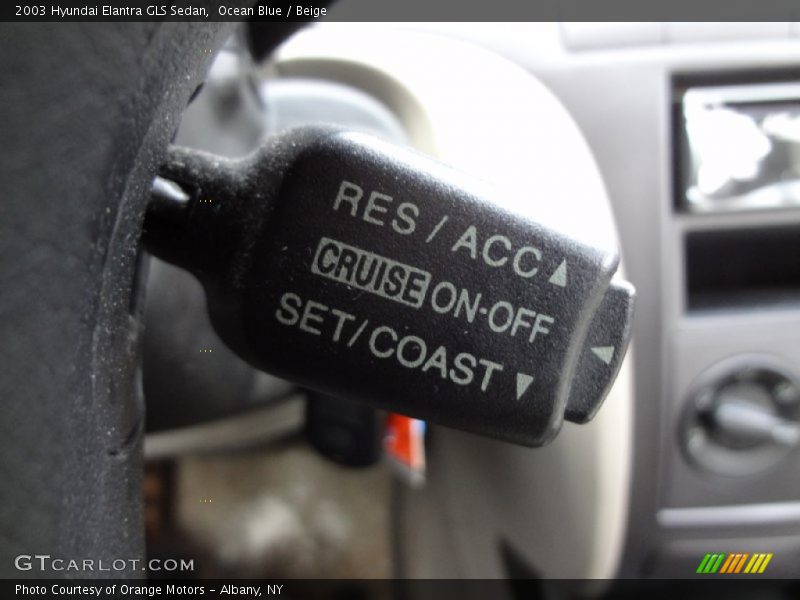 2003 Hyundai Elantra GLS Sedan,  Ocean Blue / Beige
RES / ACC ▲
CRUISE ON-OFF
SET/COAST ▼
GTCARLOT.COM
Photo Courtesy of Orange Motors - Albany, NY